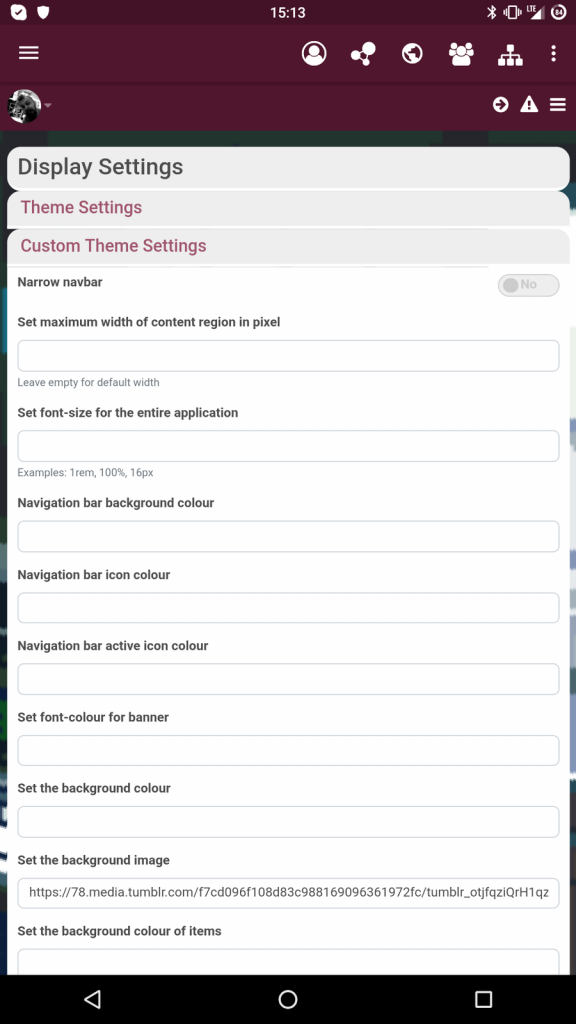 15:13
LTE
84
Display Settings
Theme Settings
Custom Theme Settings
Narrow navbar
No
Set maximum width of content region in pixel
Leave empty for default width
Set font-size for the entire application
Examples: 1rem, 100%, 16px
Navigation bar background colour
Navigation bar icon colour
Navigation bar active icon colour
Set font-colour for banner
Set the background colour
Set the background image
https://78.media.tumblr.com/f7cd096f108d83c988169096361972fc/tumblr_otjfqziQrH1qz
Set the background colour of items